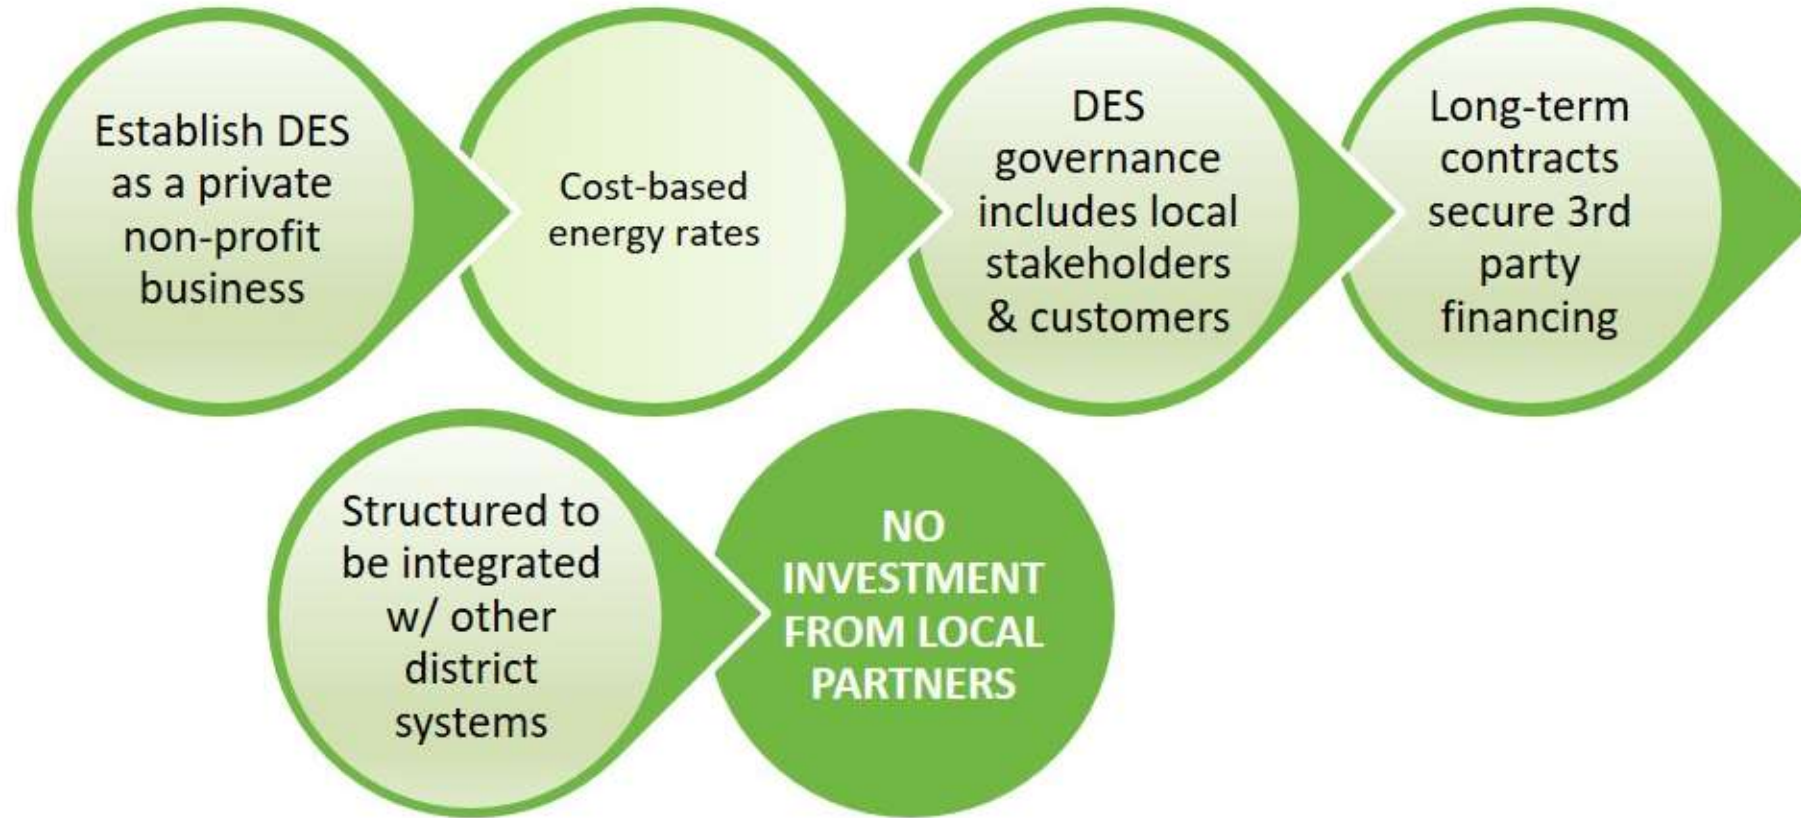 Establish DES
as a private
non-profit
business
Cost-based
energy rates
DES
governance
includes local
stakeholders
& customers
Long-term
contracts
secure 3rd
party
financing
Structured to
be integrated
w/ other
district
systems
NO
INVESTMENT
FROM LOCAL
PARTNERS